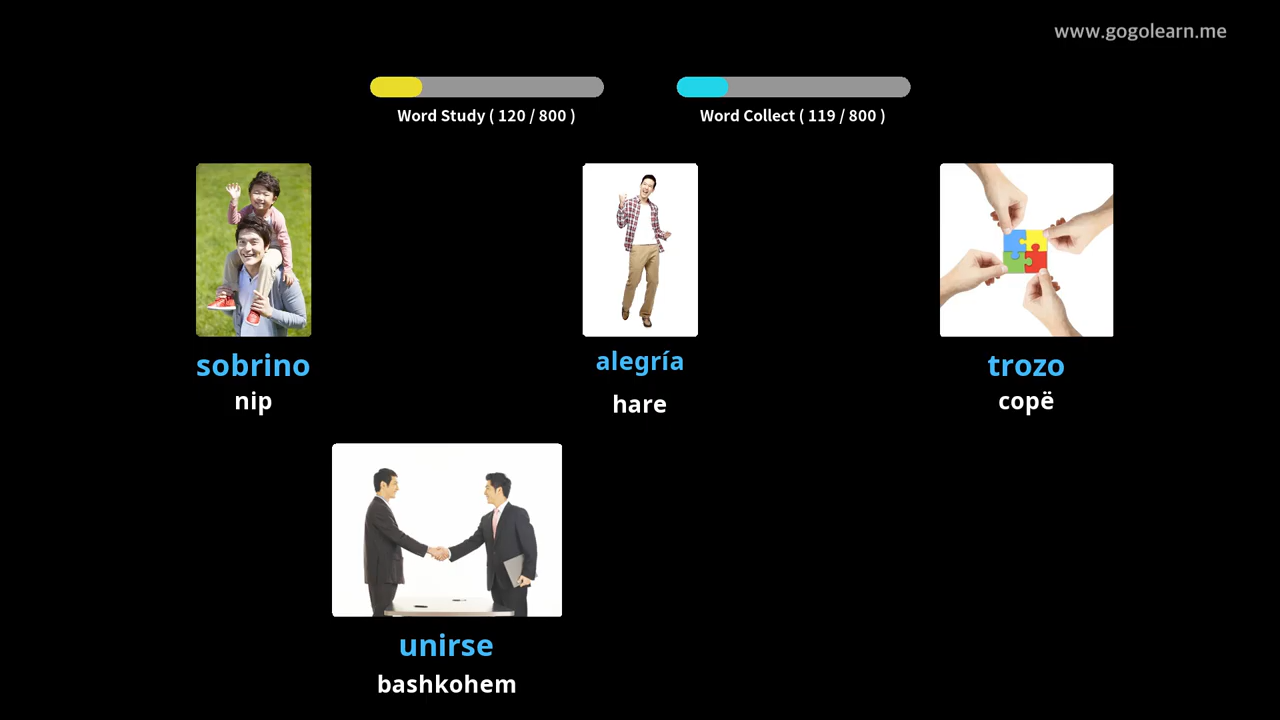 www.gogolearn.me
Word Study ( 120 / 800 )
Word Collect ( 119 / 800 )
sobrino
nip
alegría
hare
trozo
copë
unirse
bashkohem